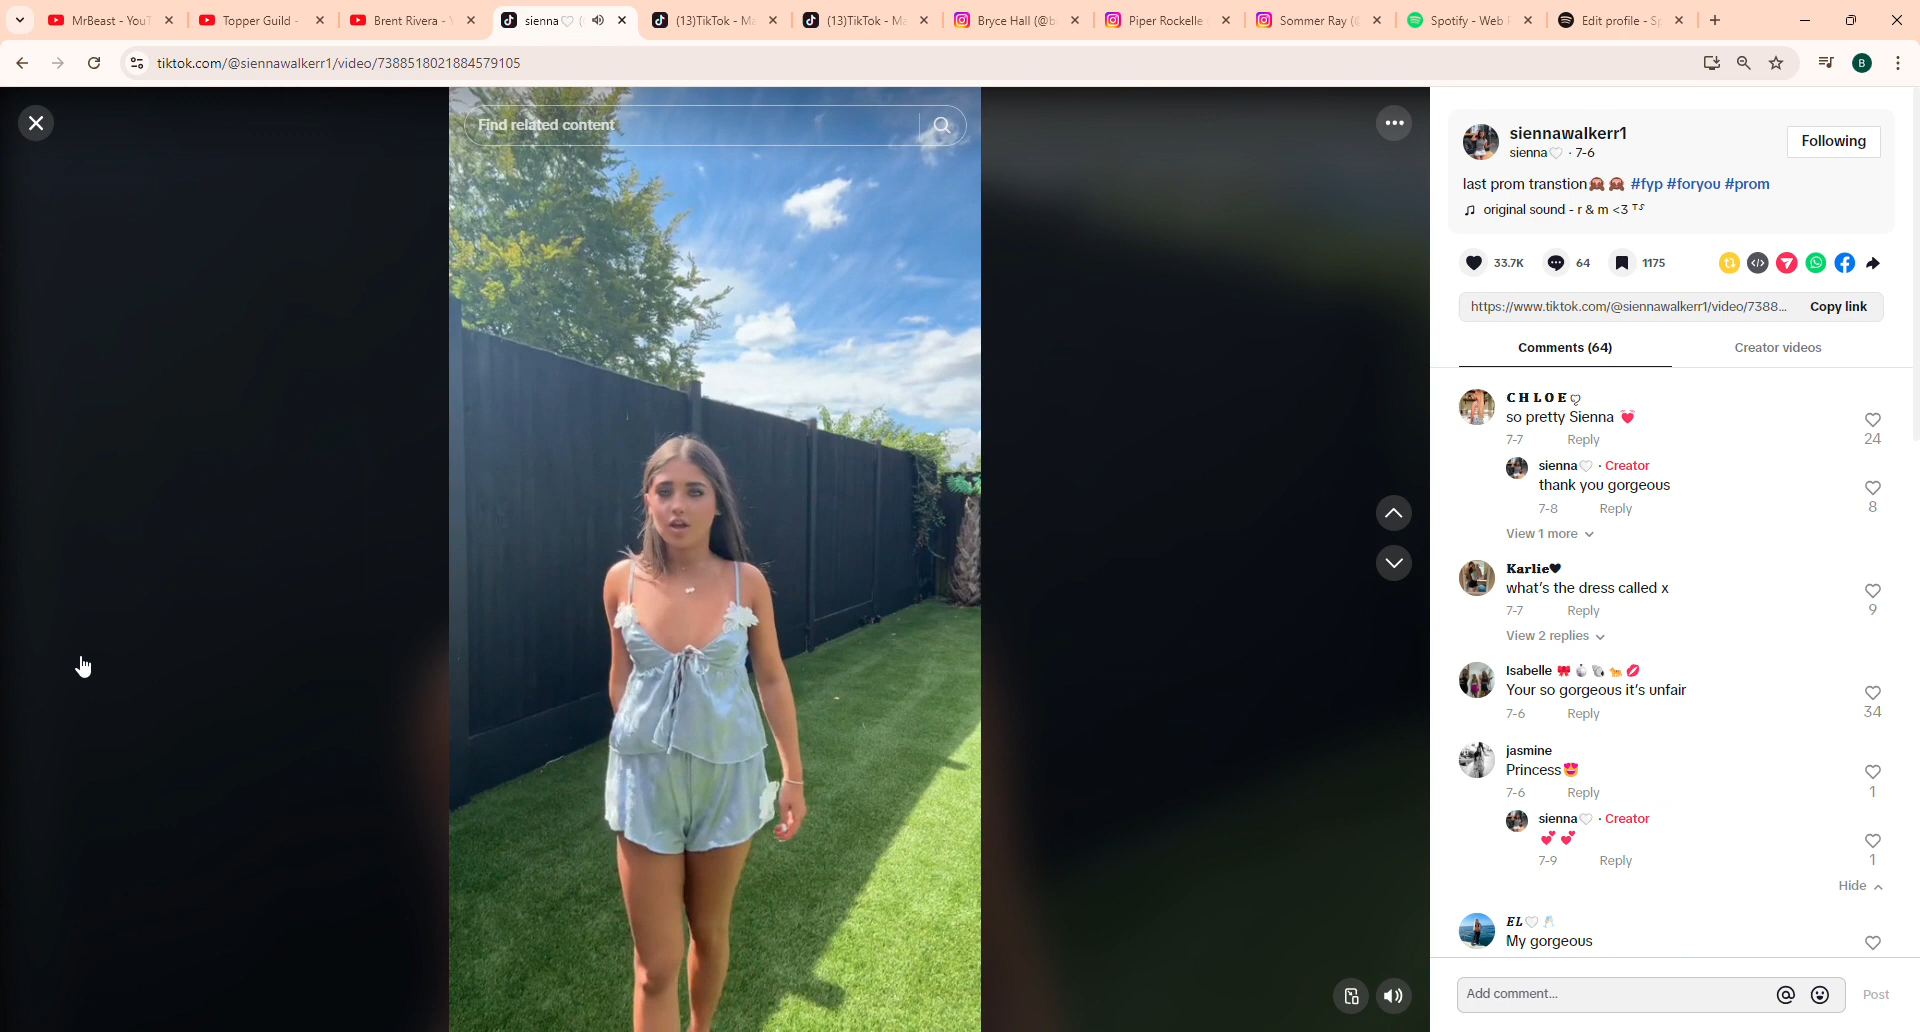 MrBeast - YouT
Topper Guild -
Brent Rivera -
sienna🤍 (
(13)TikTok - Ma
(13)TikTok - Ma
Bryce Hall (@b
Piper Rockelle
Sommer Ray (
Spotify - Web
Edit profile - Sp
tiktok.com/@siennawalkerr1/video/7388518021884579105
B
Find related content
siennawalkerr1
sienna🤍 · 7-6
Following
last prom transtion🙈🙈 #fyp #foryou #prom
♫ original sound - r & m <3 ᵀˢ
33.7K
64
1175
https://www.tiktok.com/@siennawalkerr1/video/7388...
Copy link
Comments (64)
Creator videos
C H L O E
so pretty Sienna 💓
7-7 Reply
24
sienna🤍 · Creator
thank you gorgeous
7-8 Reply
8
View 1 more
Karlie🖤
what's the dress called x
7-7 Reply
9
View 2 replies
Isabelle
Your so gorgeous it's unfair
7-6 Reply
34
jasmine
Princess😍
7-6 Reply
1
sienna🤍 · Creator
💕 💕
7-9 Reply
1
Hide
EL🤍
My gorgeous
Add comment...
Post